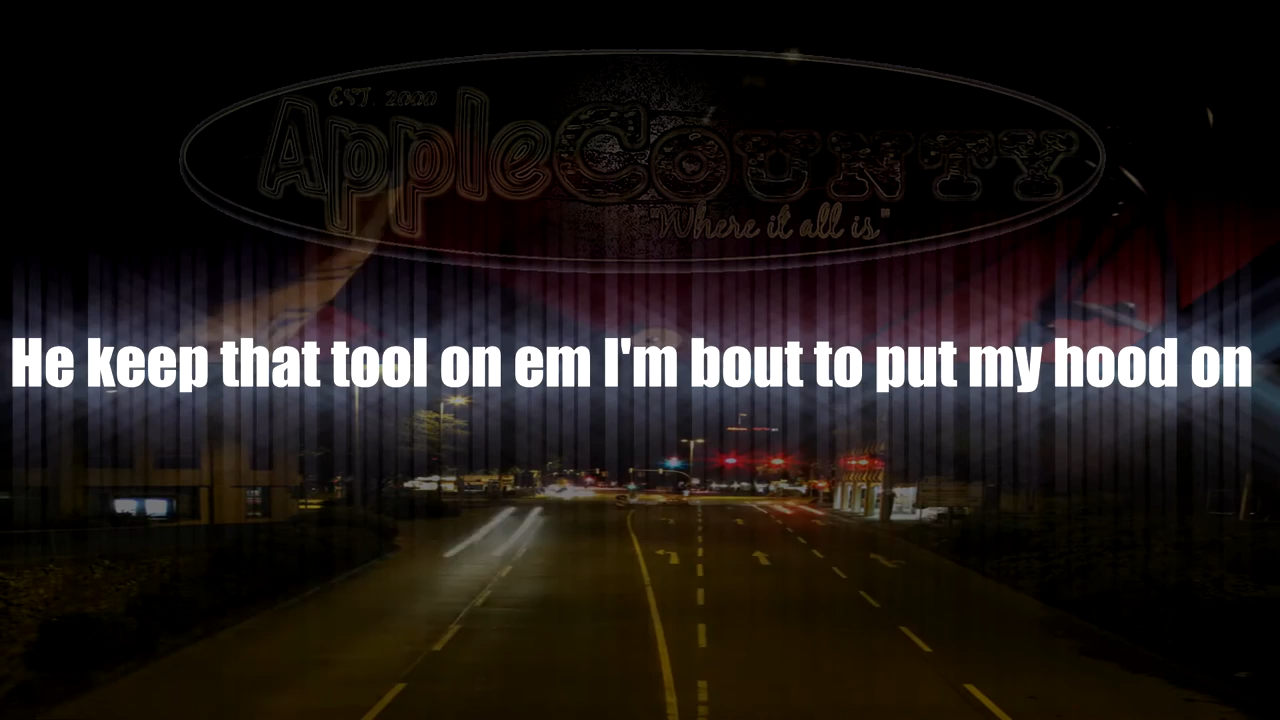 EST. 2000
AppleCounty
"Where it all is"
He keep that tool on em I'm bout to put my hood on